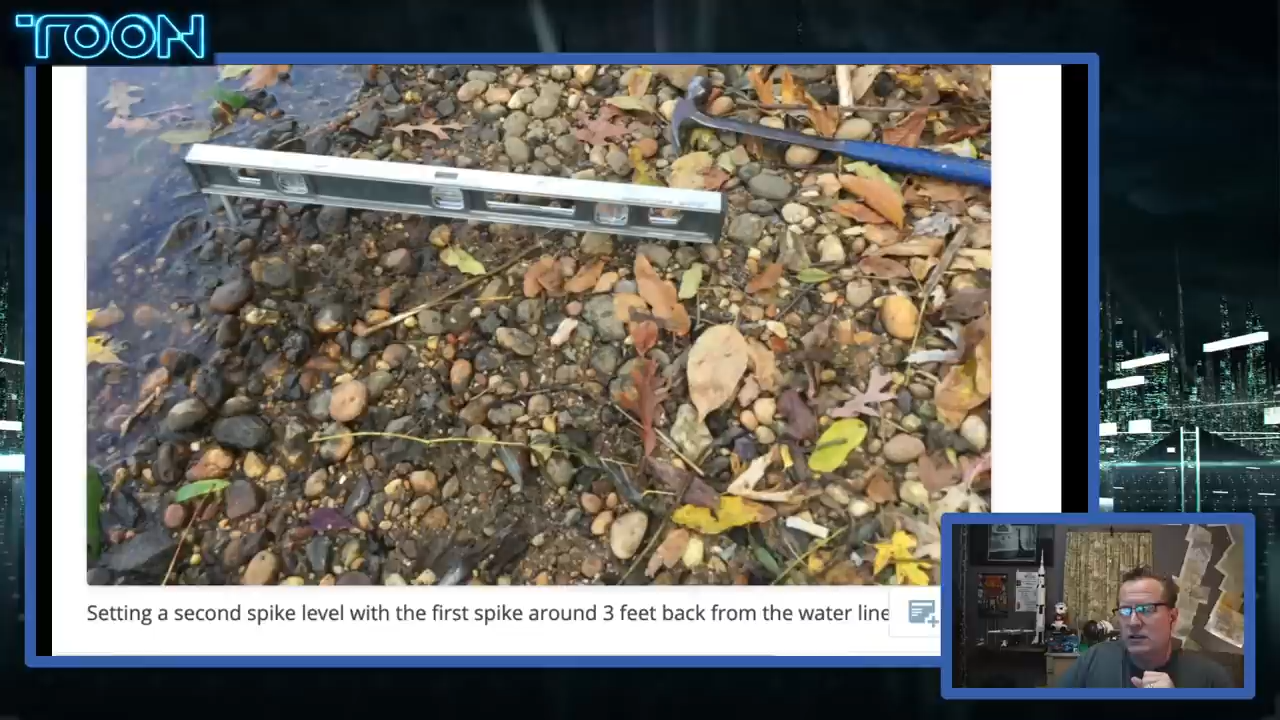 TOON
Setting a second spike level with the first spike around 3 feet back from the water line